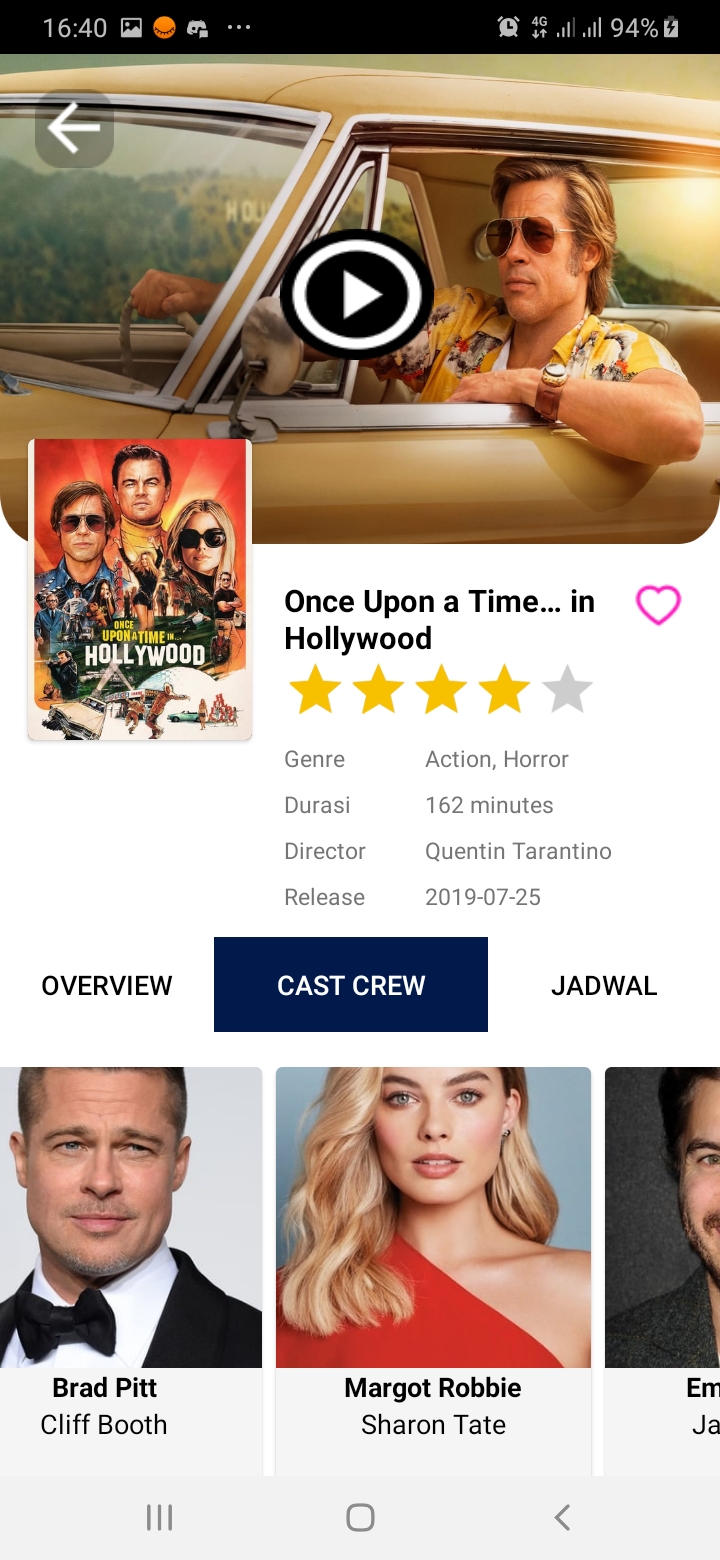 16:40
4G
94%
HOLL
ONCE
UPON A TIME IN...
HOLLYWOOD
Once Upon a Time... in
Hollywood
Genre Action, Horror
Durasi 162 minutes
Director Quentin Tarantino
Release 2019-07-25
OVERVIEW
CAST CREW
JADWAL
Brad Pitt
Cliff Booth
Margot Robbie
Sharon Tate
Em
Ja